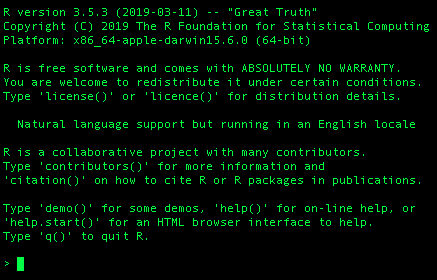 R version 3.5.3 (2019-03-11) -- "Great Truth"
Copyright (C) 2019 The R Foundation for Statistical Computing
Platform: x86_64-apple-darwin15.6.0 (64-bit)
R is free software and comes with ABSOLUTELY NO WARRANTY.
You are welcome to redistribute it under certain conditions.
Type 'license()' or 'licence()' for distribution details.
Natural language support but running in an English locale
R is a collaborative project with many contributors.
Type 'contributors()' for more information and
'citation()' on how to cite R or R packages in publications.
Type 'demo()' for some demos, 'help()' for on-line help, or
'help.start()' for an HTML browser interface to help.
Type 'q()' to quit R.
>